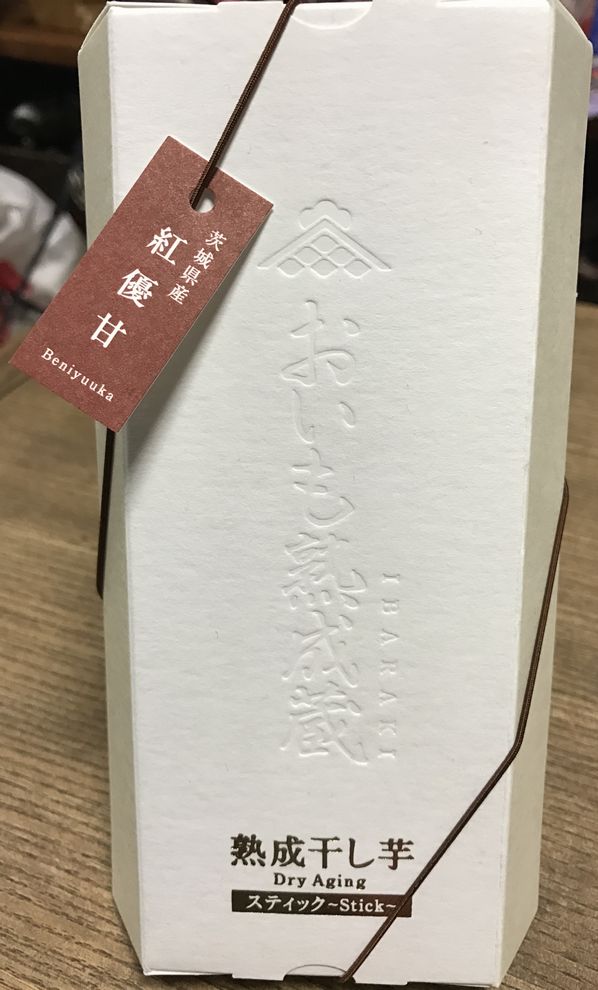 茨城県産
紅優甘
Beniyuuka
おいも熟成蔵
IBARAKI
熟成干し芋
Dry Aging
スティック~Stick~